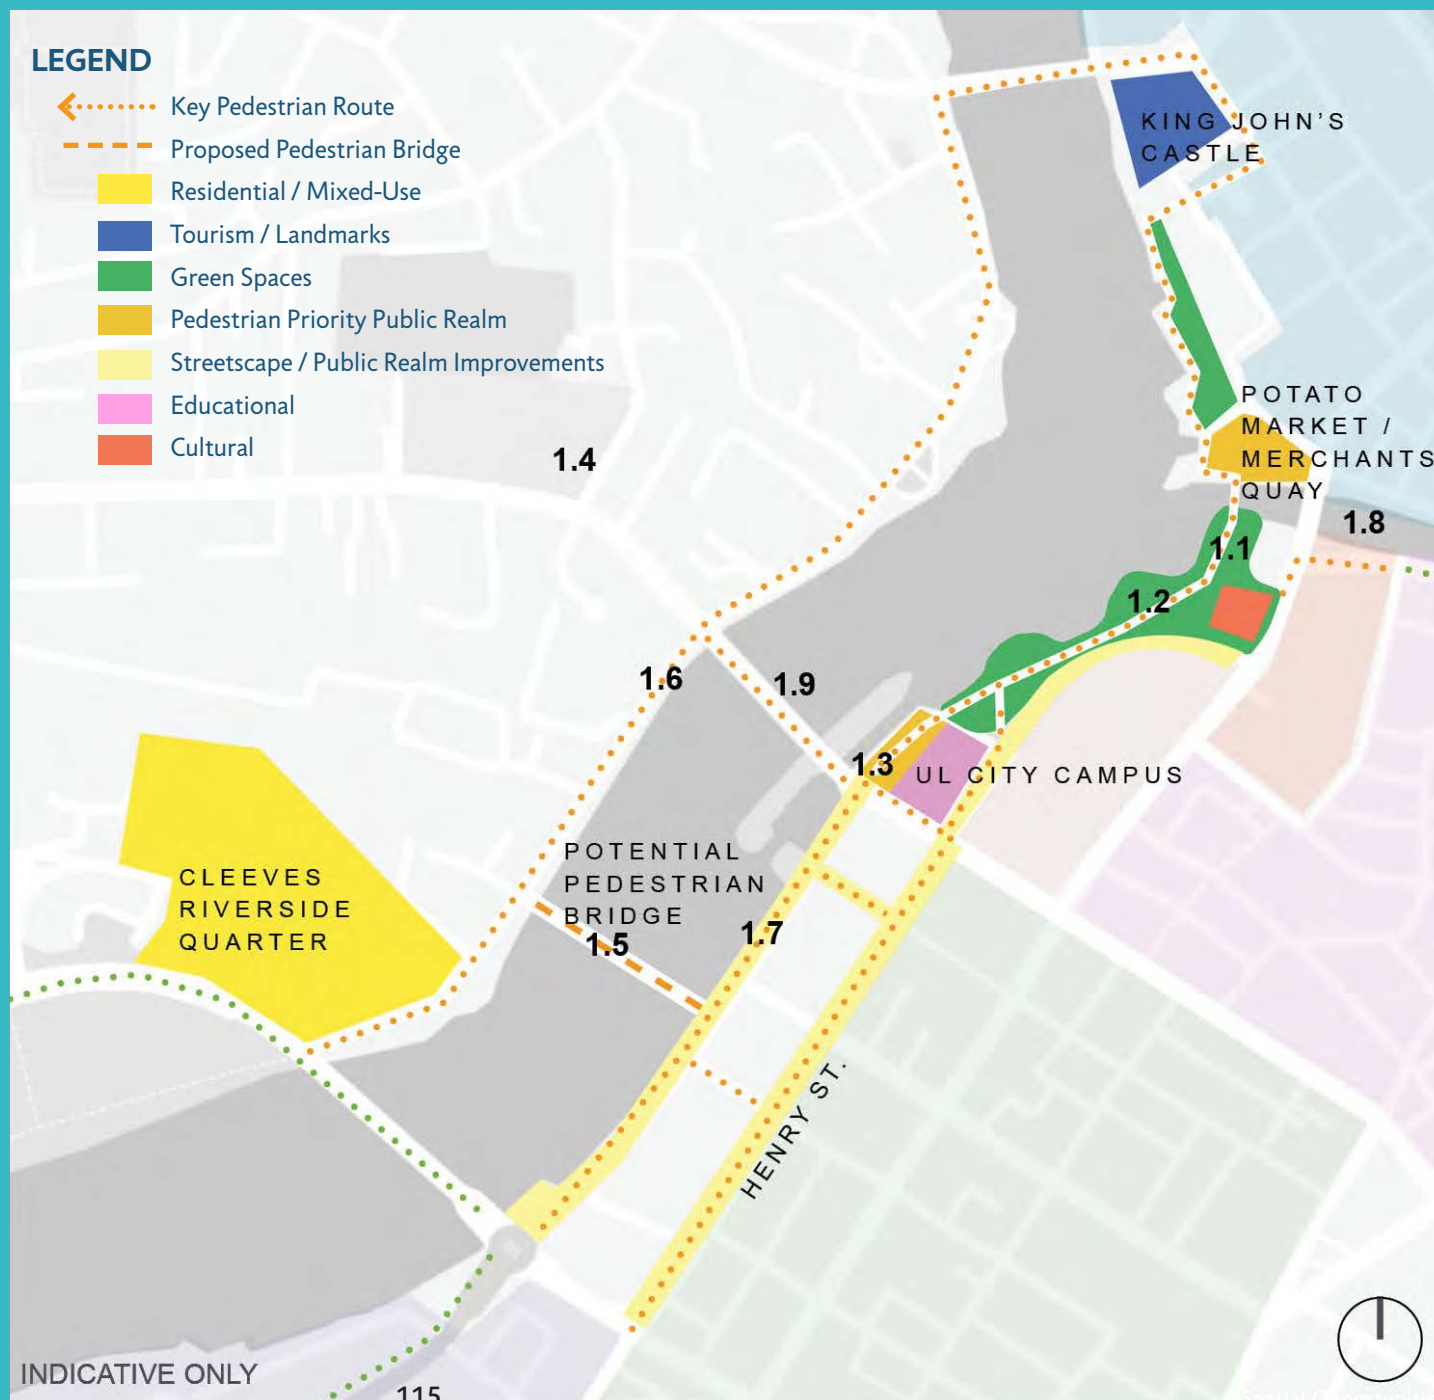 LEGEND
Key Pedestrian Route
Proposed Pedestrian Bridge
Residential / Mixed-Use
Tourism / Landmarks
Green Spaces
Pedestrian Priority Public Realm
Streetscape / Public Realm Improvements
Educational
Cultural
KING JOHN'S
CASTLE
POTATO
MARKET /
MERCHANTS
QUAY
1.4
1.8
1.1
1.2
1.6
1.9
1.3
UL CITY CAMPUS
POTENTIAL
PEDESTRIAN
BRIDGE
1.5
1.7
CLEEVES
RIVERSIDE
QUARTER
HENRY ST.
INDICATIVE ONLY
115